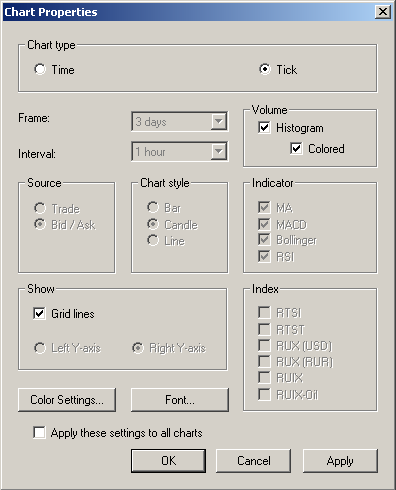 Chart Properties
Chart type
Time
Tick
Frame:
3 days
Interval:
1 hour
Volume
Histogram
Colored
Source
Trade
Bid / Ask
Chart style
Bar
Candle
Line
Indicator
MA
MACD
Bollinger
RSI
Show
Grid lines
Left Y-axis
Right Y-axis
Index
RTSI
RTST
RUX (USD)
RUX (RUR)
RUIX
RUIX-Oil
Color Settings...
Font...
Apply these settings to all charts
OK
Cancel
Apply